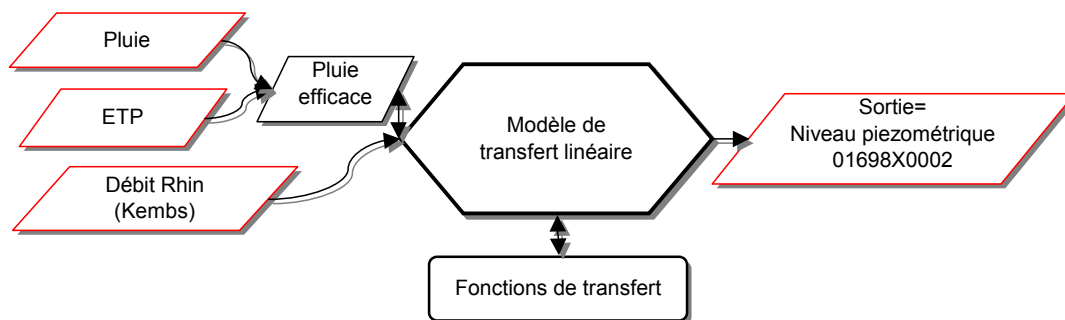 Pluie
ETP
Débit Rhin
(Kembs)
Pluie
efficace
Modèle de
transfert linéaire
Fonctions de transfert
Sortie=
Niveau piezométrique
01698X0002